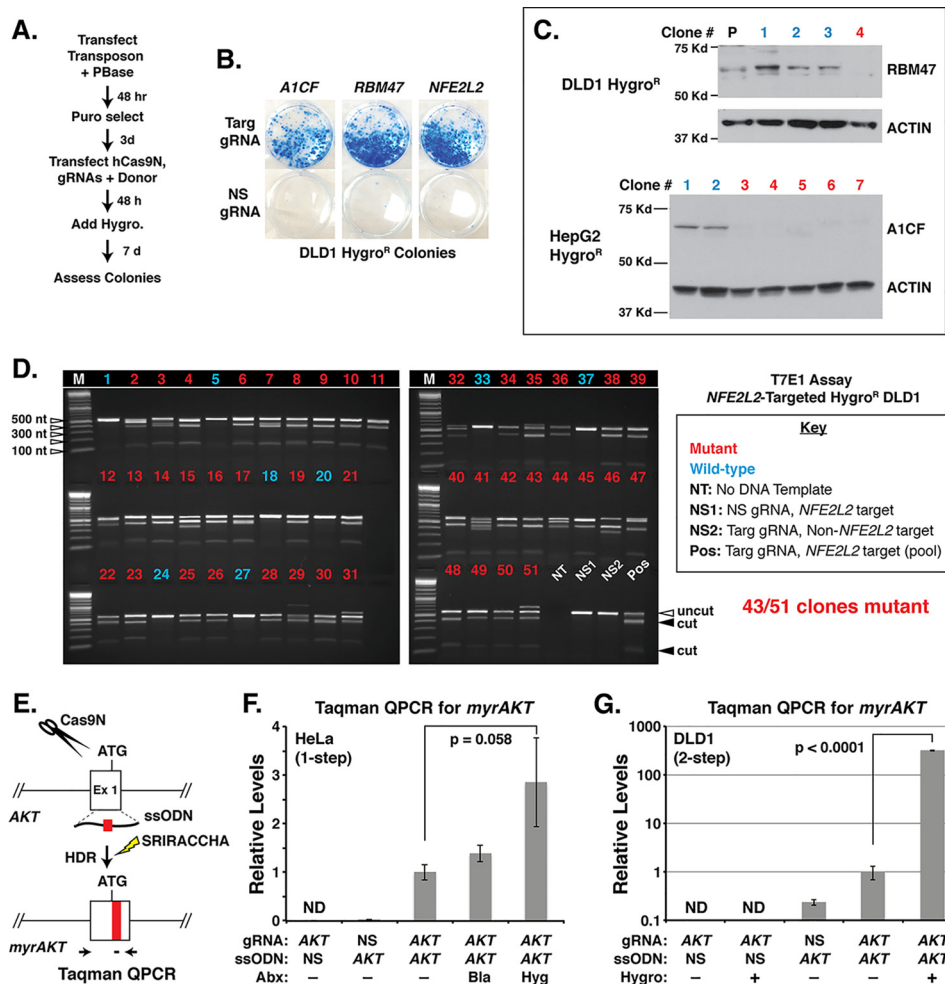 A.
Transfect
Transposon
+ PBase
48 hr
Puro select
3d
Transfect hCas9N,
gRNAs + Donor
48 h
Add Hygro.
7 d
Assess Colonies
B.
A1CF RBM47 NFE2L2
Targ
gRNA
NS
gRNA
DLD1 Hygro^R Colonies
C.
Clone # P 1 2 3 4
75 Kd
DLD1 Hygro^R
RBM47
50 Kd
ACTIN
37 Kd
Clone #
1 2 3 4 5 6 7
75 Kd
A1CF
HepG2
Hygro^R
50 Kd
ACTIN
37 Kd
D.
M 1 2 3 4 5 6 7 8 9 10 11
500 nt
300 nt
100 nt
12 13 14 15 16 17 18 19 20 21
22 23 24 25 26 27 28 29 30 31
M 32 33 34 35 36 37 38 39
40 41 42 43 44 45 46 47
48 49 50 51 NT NS1 NS2 Pos
uncut
cut
cut
T7E1 Assay
NFE2L2-Targeted Hygro^R DLD1
Key
Mutant
Wild-type
NT: No DNA Template
NS1: NS gRNA, NFE2L2
target
NS2: Targ gRNA, Non-NFE2L2
target
Pos: Targ gRNA, NFE2L2
target (pool)
43/51 clones mutant
E.
Cas9N
ATG
Ex 1
AKT
ssODN
HDR
SRIRACCHA
ATG
myrAKT
Taqman QPCR
F.
Taqman QPCR for myrAKT
HeLa
(1-step)
p = 0.058
Relative Levels
4
3
2
1
0
ND
gRNA: AKT NS AKT AKT AKT
ssODN: NS AKT AKT AKT AKT
Abx: – – – Bla Hyg
G.
Taqman QPCR for myrAKT
DLD1
(2-step)
p < 0.0001
Relative Levels
1000
100
10
1
0.1
ND ND
gRNA: AKT AKT NS AKT AKT
ssODN: NS NS AKT AKT AKT
Hygro: – + – – +